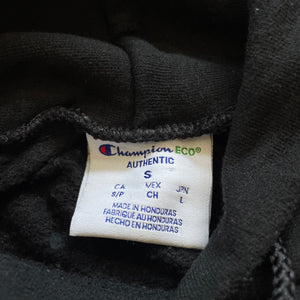 Champion ECO®
AUTHENTIC
S
CA MEX JPN
S/P CH L
MADE IN HONDURAS
FABRIQUÉ AU HONDURAS
HECHO EN HONDURAS